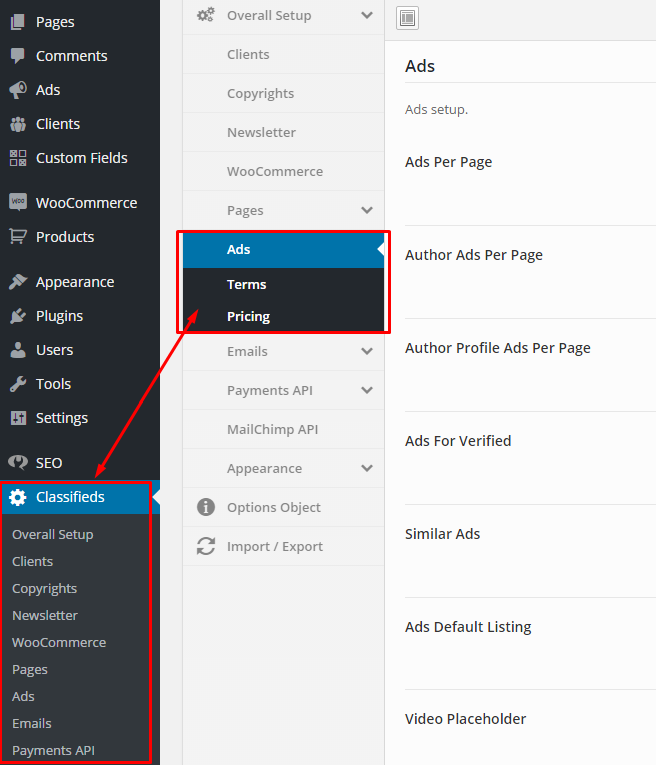 Pages
Comments
Ads
Clients
Custom Fields
WOO
WooCommerce
Products
Appearance
Plugins
Users
Tools
Settings
SEO
Classifieds
Overall Setup
Clients
Copyrights
Newsletter
WooCommerce
Pages
Ads
Emails
Payments API
Overall Setup
Clients
Copyrights
Newsletter
WooCommerce
Pages
Ads
Terms
Pricing
Emails
Payments API
MailChimp API
Appearance
Options Object
Import / Export
Ads
Ads setup.
Ads Per Page
Author Ads Per Page
Author Profile Ads Per Page
Ads For Verified
Similar Ads
Ads Default Listing
Video Placeholder